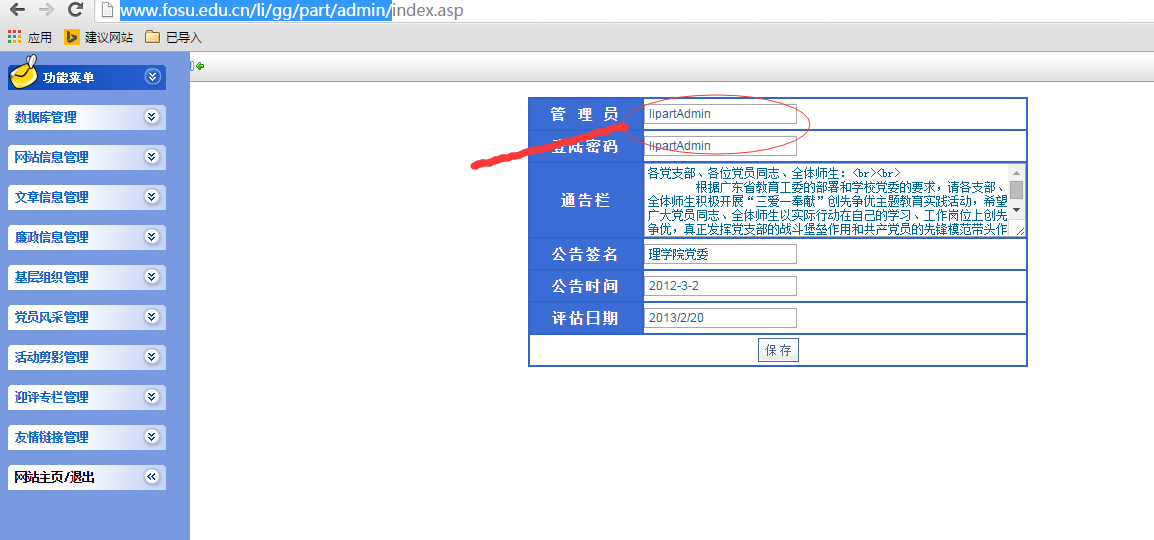 www.fosu.edu.cn/li/gg/part/admin/index.asp
应用 建议网站 已导入
功能菜单
数据库管理
网站信息管理
文章信息管理
廉政信息管理
基层组织管理
党员风采管理
活动剪影管理
迎评专栏管理
友情链接管理
网站主页/退出
管 理 员 lipartAdmin
登陆密码 lipartAdmin
通告栏
各党支部、各位党员同志、全体师生：<br><br>
根据广东省教育工委的部署和学校党委的要求，请各支部、
全体师生积极开展“三爱一奉献”创先争优主题教育实践活动，希望
广大党员同志、全体师生以实际行动在自己的学习、工作岗位上创先
争优，真正发挥党支部的战斗堡垒作用和共产党员的先锋模范带头作
公告签名 理学院党委
公告时间 2012-3-2
评估日期 2013/2/20
保 存